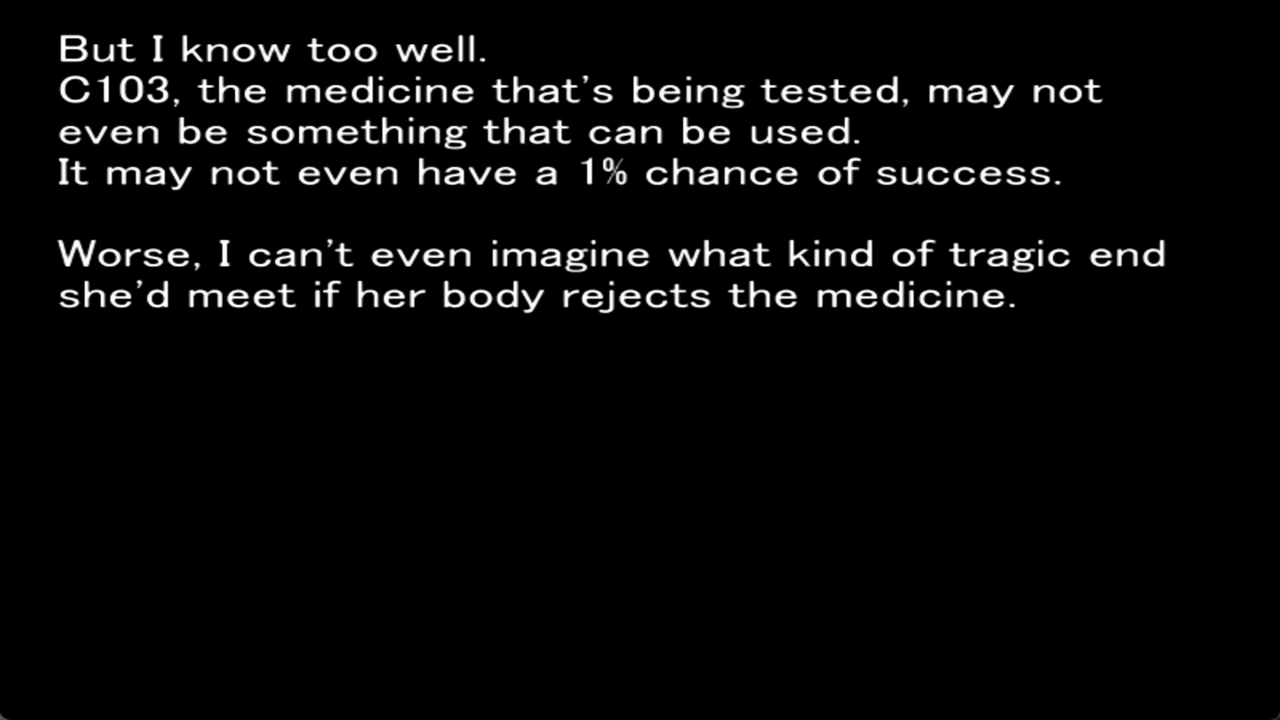 But I know too well.
C103, the medicine that's being tested, may not
even be something that can be used.
It may not even have a 1% chance of success.
Worse, I can't even imagine what kind of tragic end
she'd meet if her body rejects the medicine.